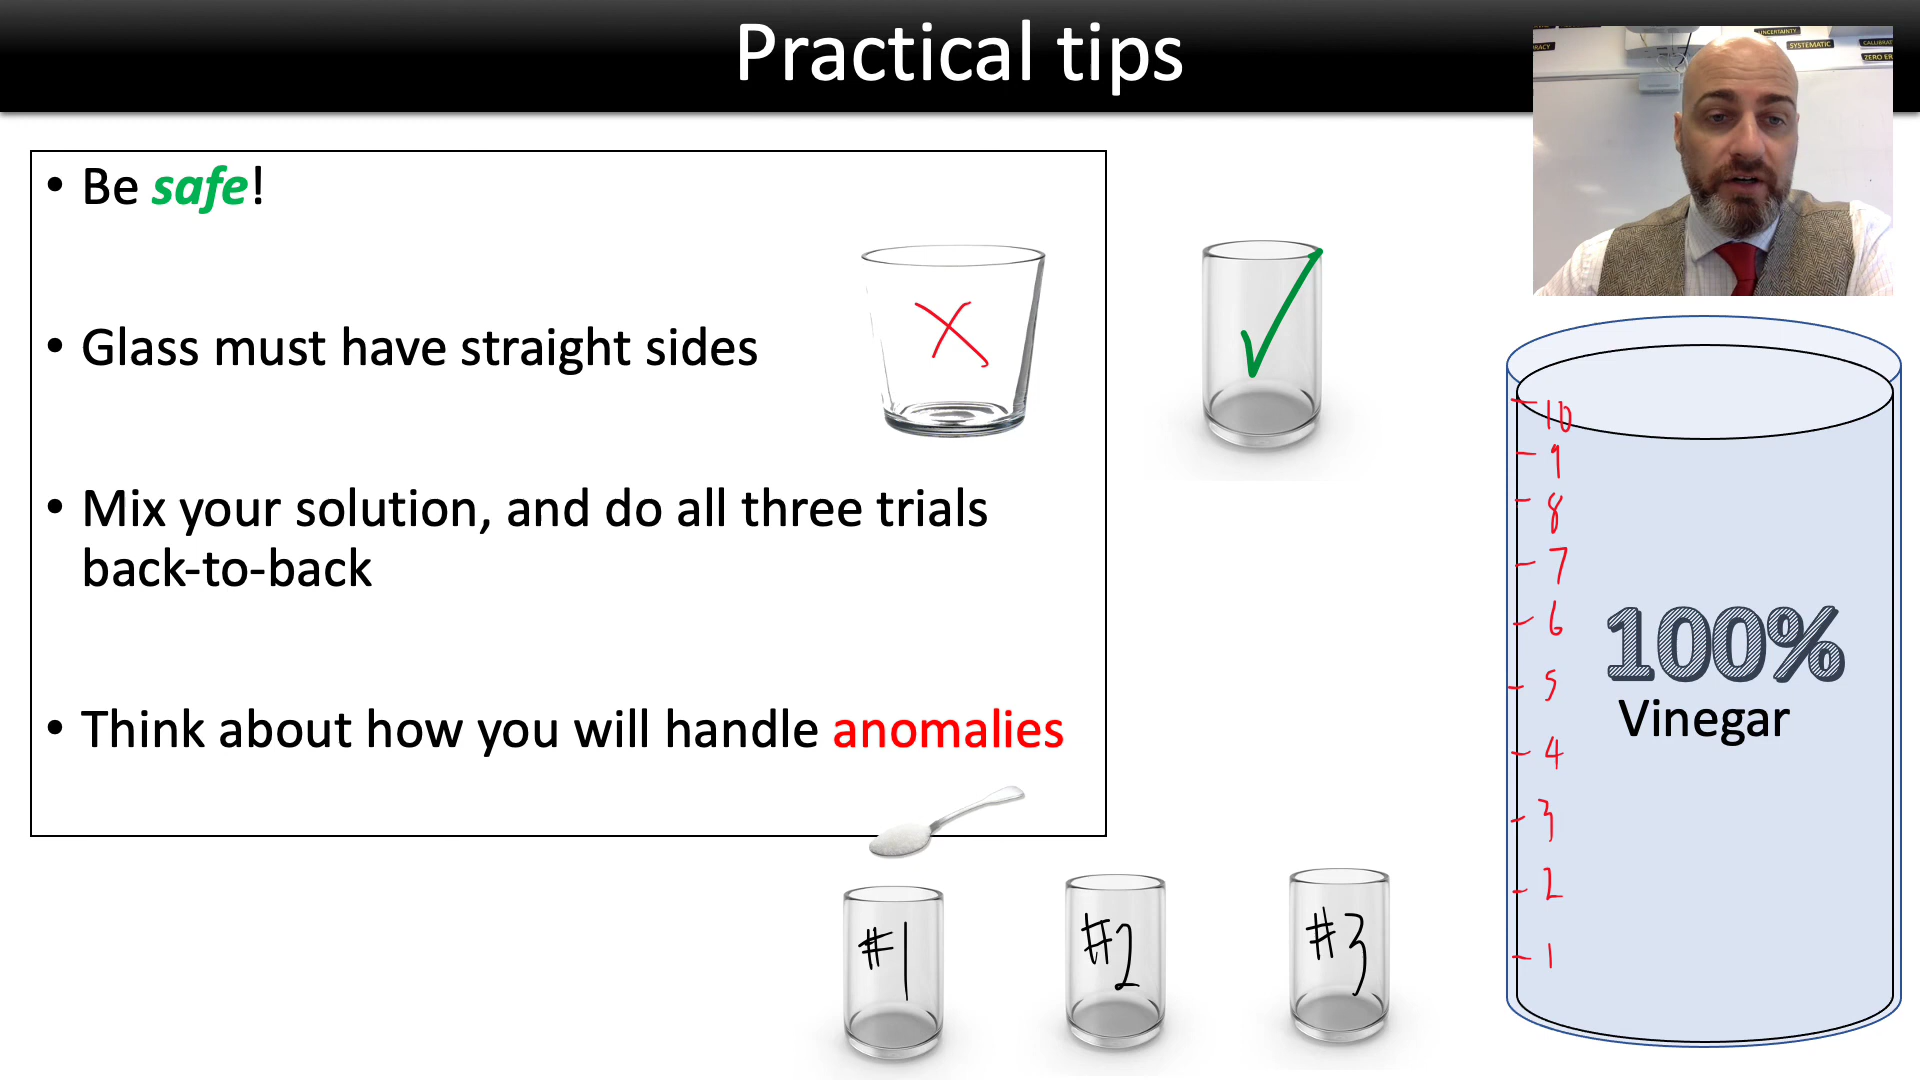 Practical tips
UNCERTAINTY
SYSTEMATIC
• Be safe!
• Glass must have straight sides
• Mix your solution, and do all three trials
back-to-back
• Think about how you will handle anomalies
#1
#2
#3
10
9
8
7
6
5
4
3
2
1
100%
Vinegar